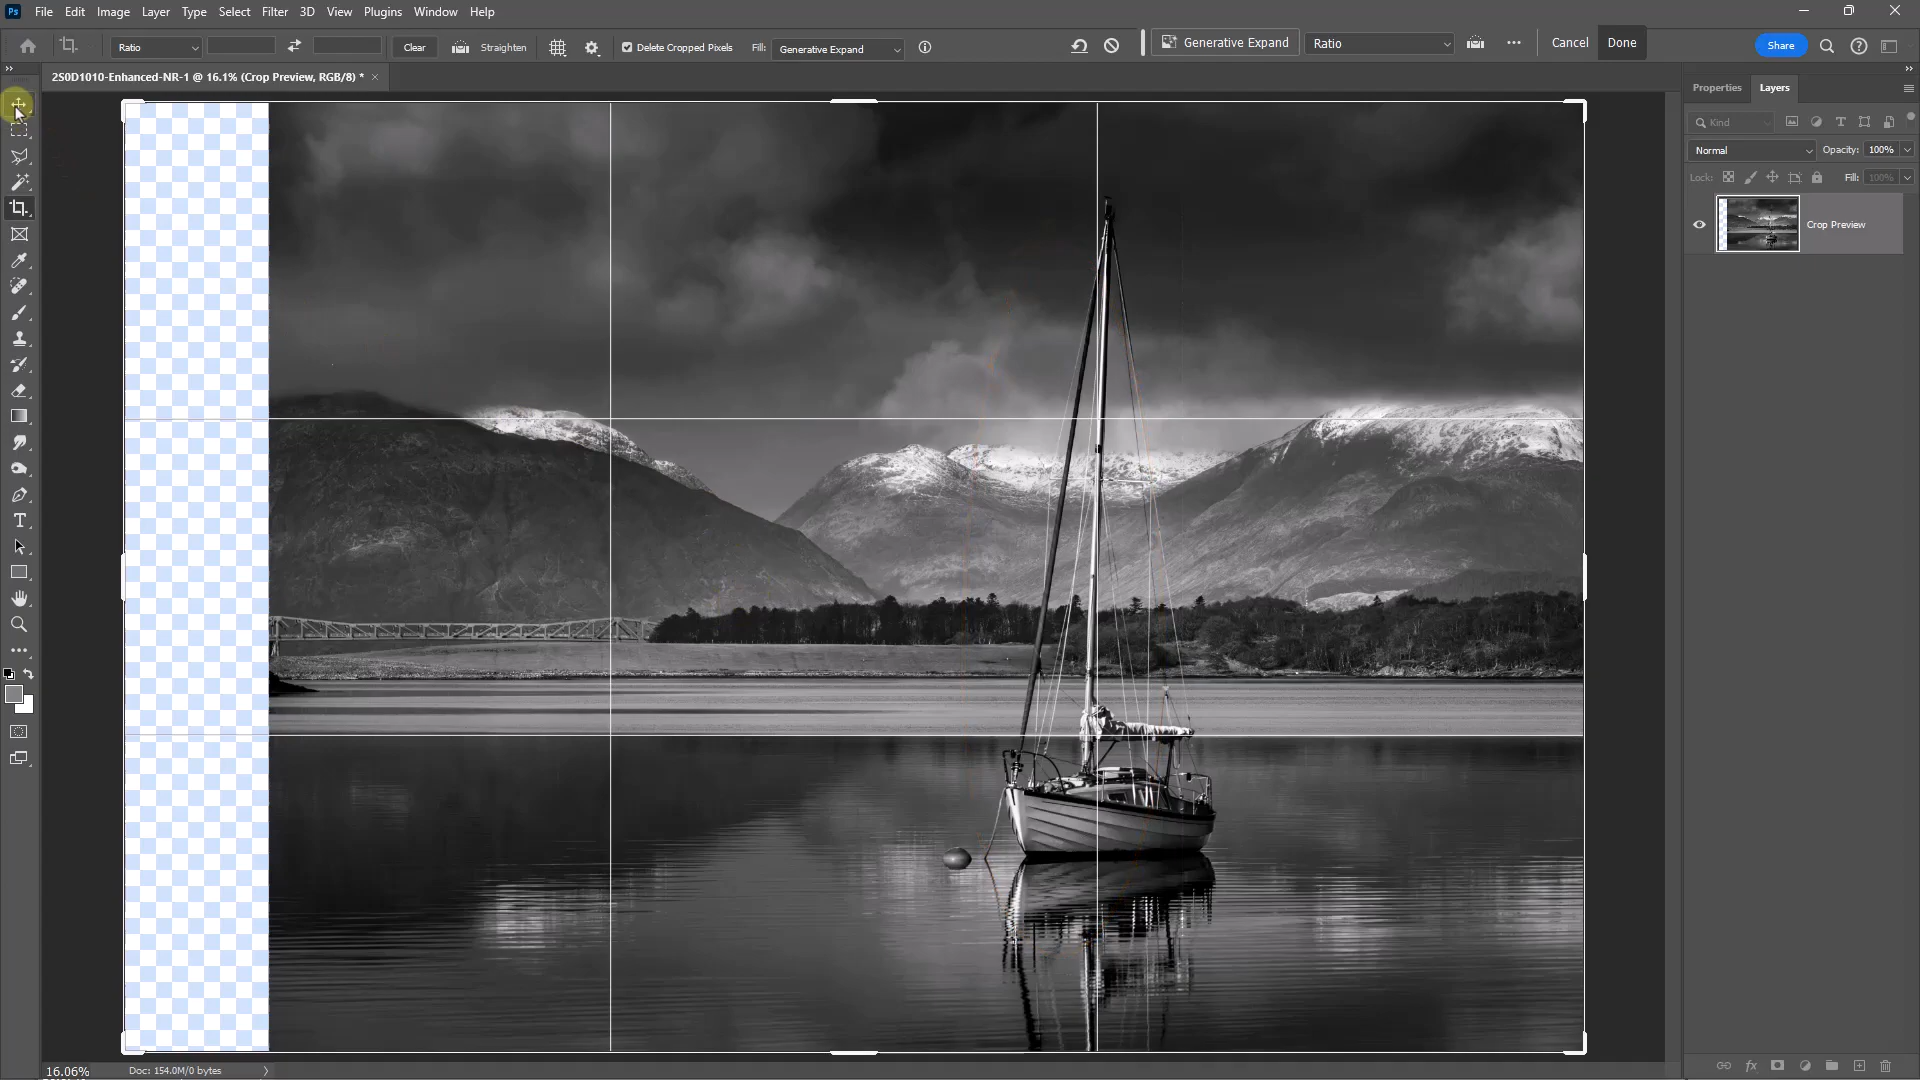 Ps File Edit Image Layer Type Select Filter 3D View Plugins Window Help
Ratio Clear Straighten Delete Cropped Pixels Fill: Generative Expand Generative Expand Ratio Cancel Done Share
2S0D1010-Enhanced-NR-1 @ 16.1% (Crop Preview, RGB/8) *
Properties Layers
Kind
Normal Opacity: 100%
Lock: Fill: 100%
Crop Preview
16.06% Doc: 154.0M/0 bytes